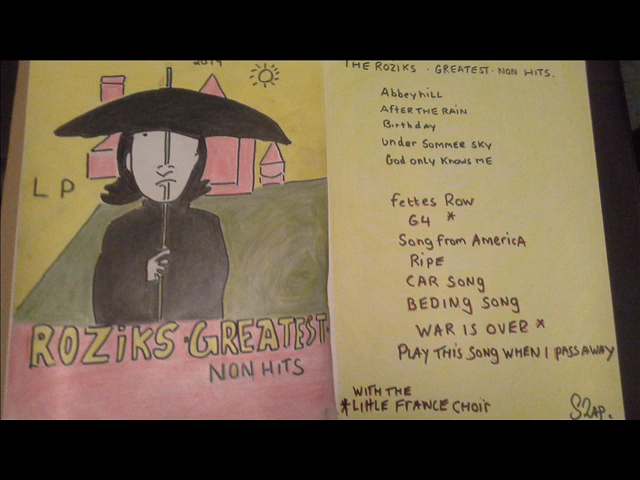 2019
LP
ROZiKS·GREATEST·
NON HiTS
THE ROZIKS · GREATEST · NON HITS.
Abbeyhill
AfTER THE RAiN
Birthday
Under SOMMER SKY
God only KNOWS ME
fettes Row
G4 *
Song from AmericA
RiPE
CAR SONG
BEDING SONG
WAR IS OVER *
PLAY THiS SONG WHEN I PASS AWAY
WiTH THE
* LiTTLE FRANCE CHOiR
S2AP.